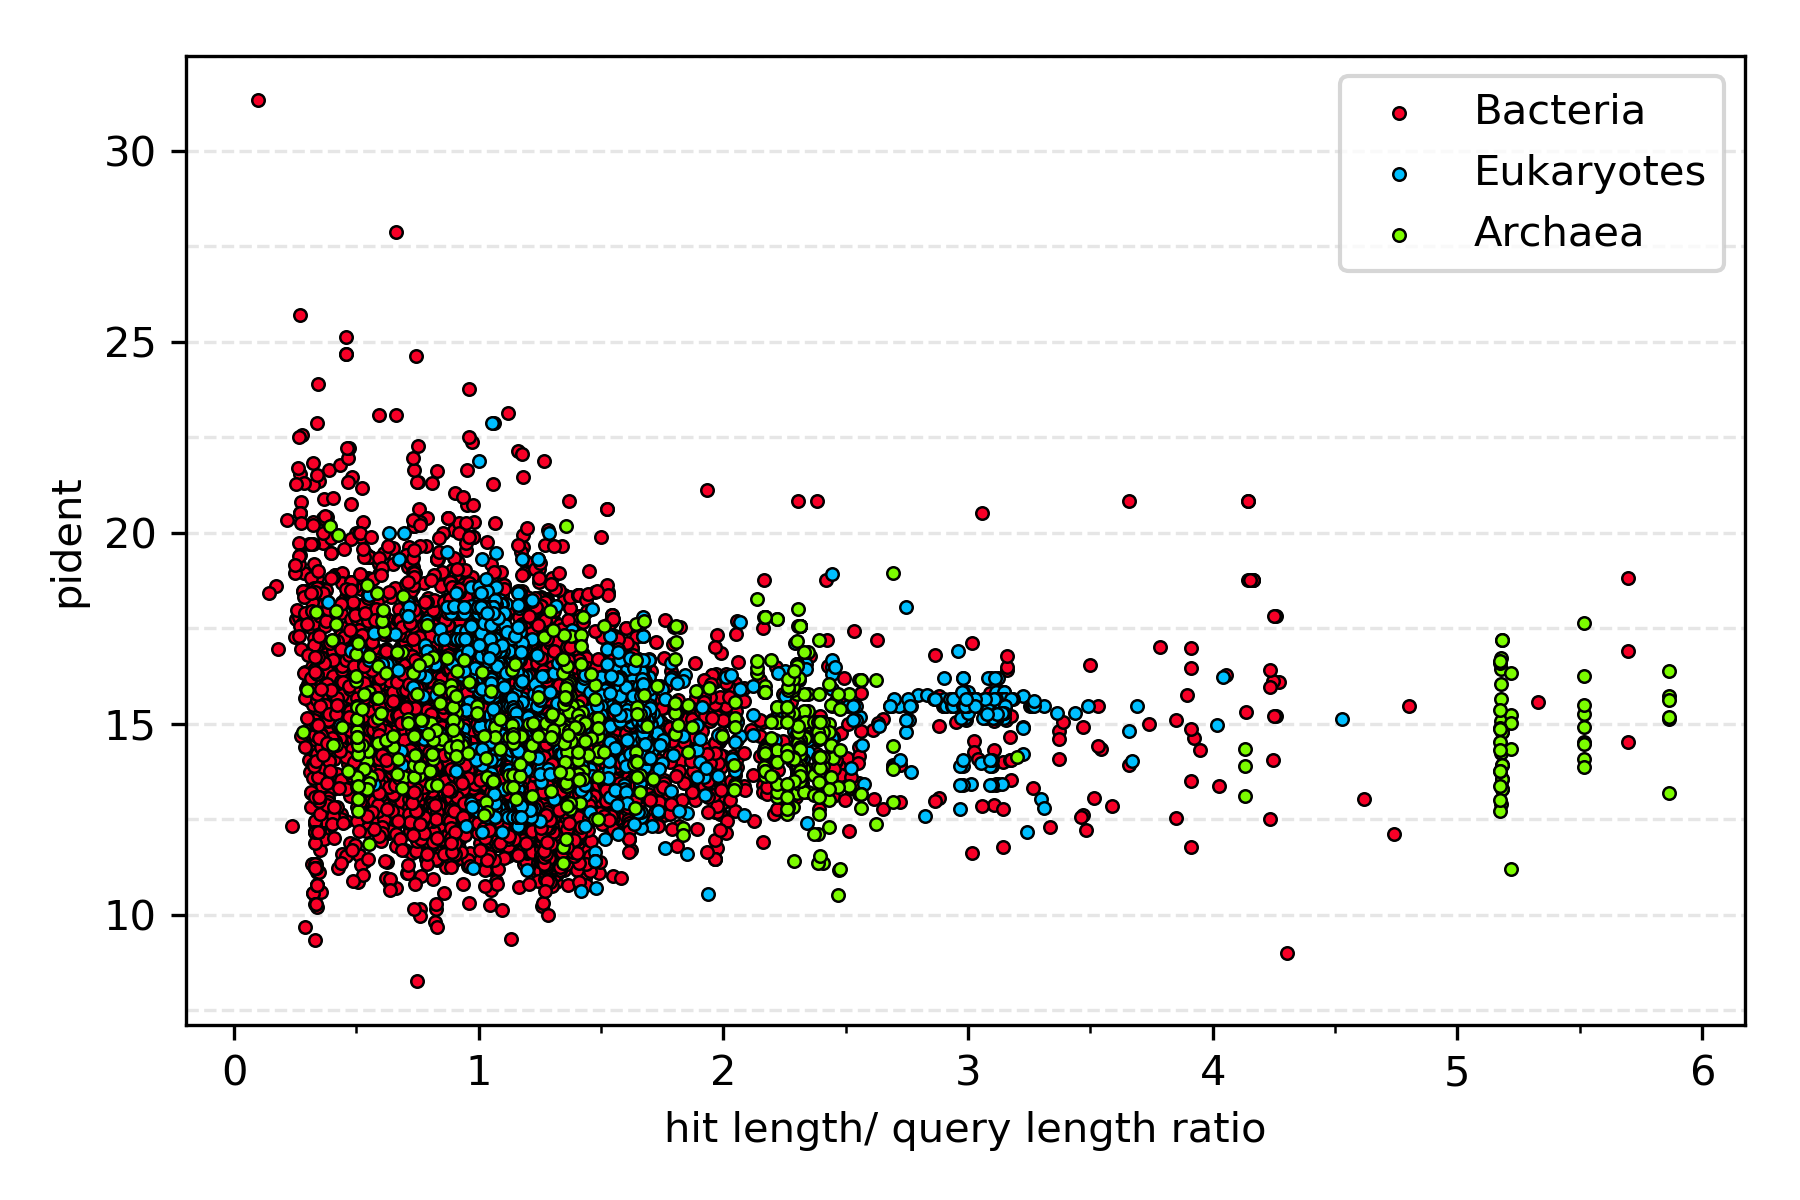 Bacteria
Eukaryotes
Archaea
30
25
20
15
10
pident
0 1 2 3 4 5 6
hit length/ query length ratio